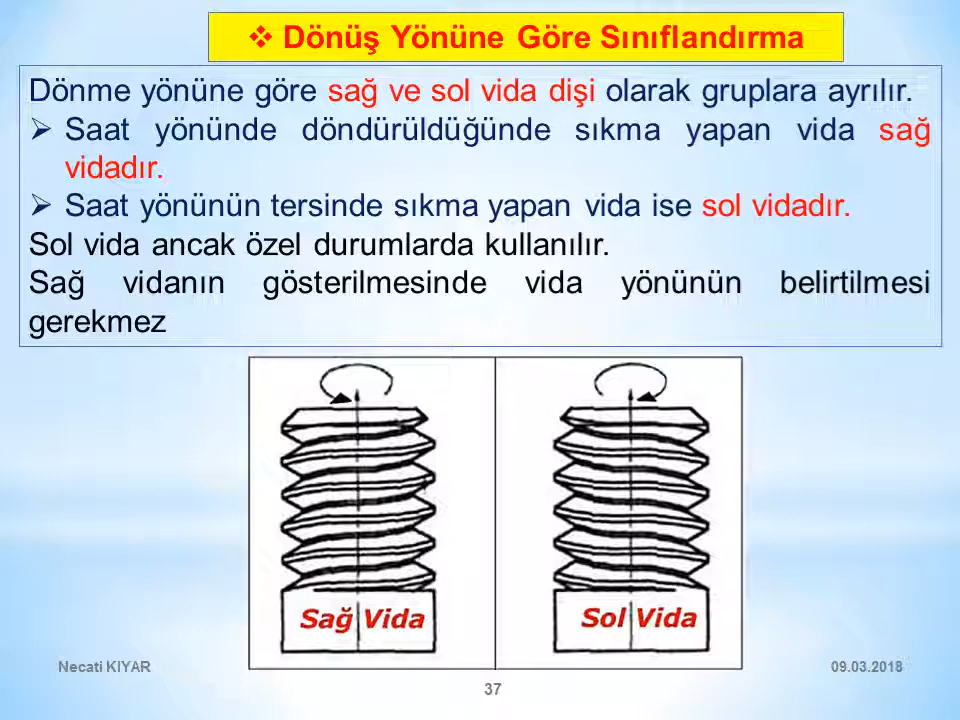 ❖ Dönüş Yönüne Göre Sınıflandırma
Dönme yönüne göre sağ ve sol vida dişi olarak gruplara ayrılır.
➢ Saat yönünde döndürüldüğünde sıkma yapan vida sağ
vidadır.
➢ Saat yönünün tersinde sıkma yapan vida ise sol vidadır.
Sol vida ancak özel durumlarda kullanılır.
Sağ vidanın gösterilmesinde vida yönünün belirtilmesi
gerekmez
Sağ Vida
Sol Vida
Necati KIYAR
09.03.2018
37